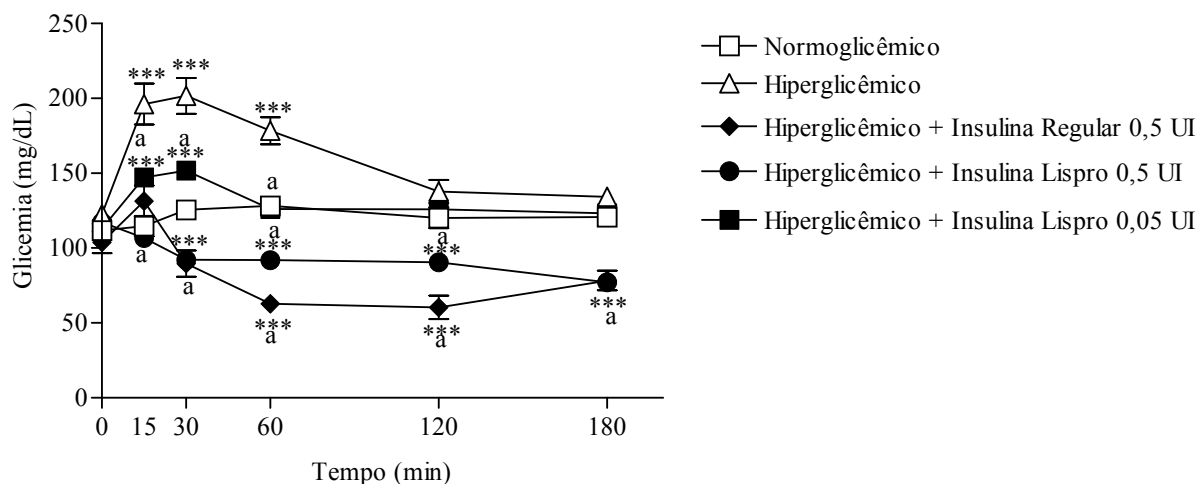 250
200
150
100
50
0
Glicemia (mg/dL)
*** *** ***
a a
*** ***
a
a a
*** *** ***
a a
*** *** ***
a a a
0 15 30 60 120 180
Tempo (min)
Normoglicêmico
Hiperglicêmico
Hiperglicêmico + Insulina Regular 0,5 UI
Hiperglicêmico + Insulina Lispro 0,5 UI
Hiperglicêmico + Insulina Lispro 0,05 UI